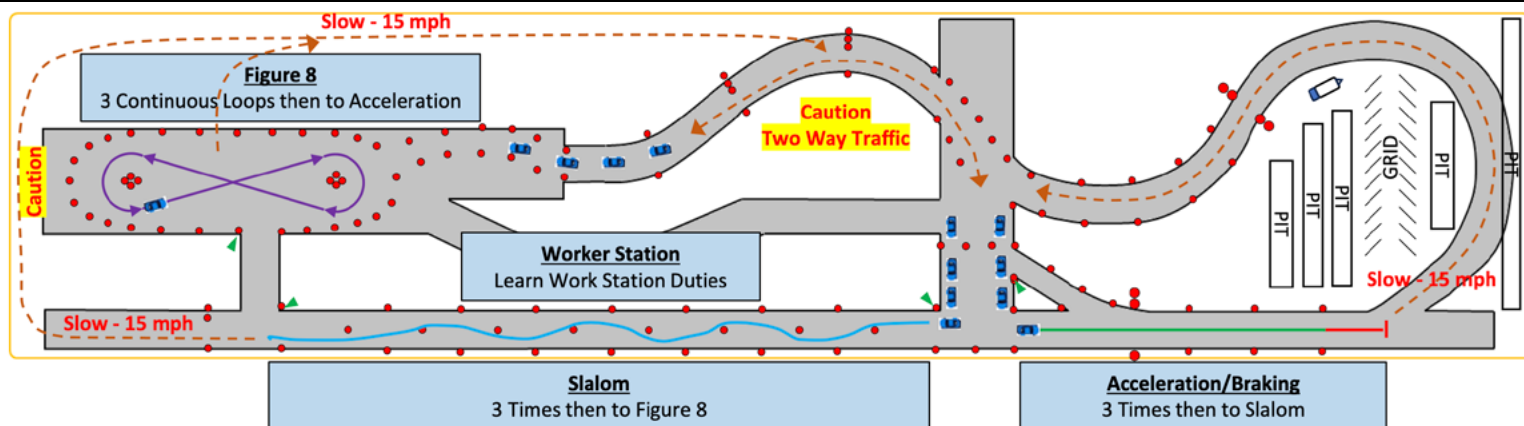 Slow - 15 mph
Figure 8
3 Continuous Loops then to Acceleration
Caution
Two Way Traffic
Caution
GRID
PIT
PIT
PIT
PIT
PIT
Worker Station
Learn Work Station Duties
Slow - 15 mph
Slow - 15 mph
Slalom
3 Times then to Figure 8
Acceleration/Braking
3 Times then to Slalom